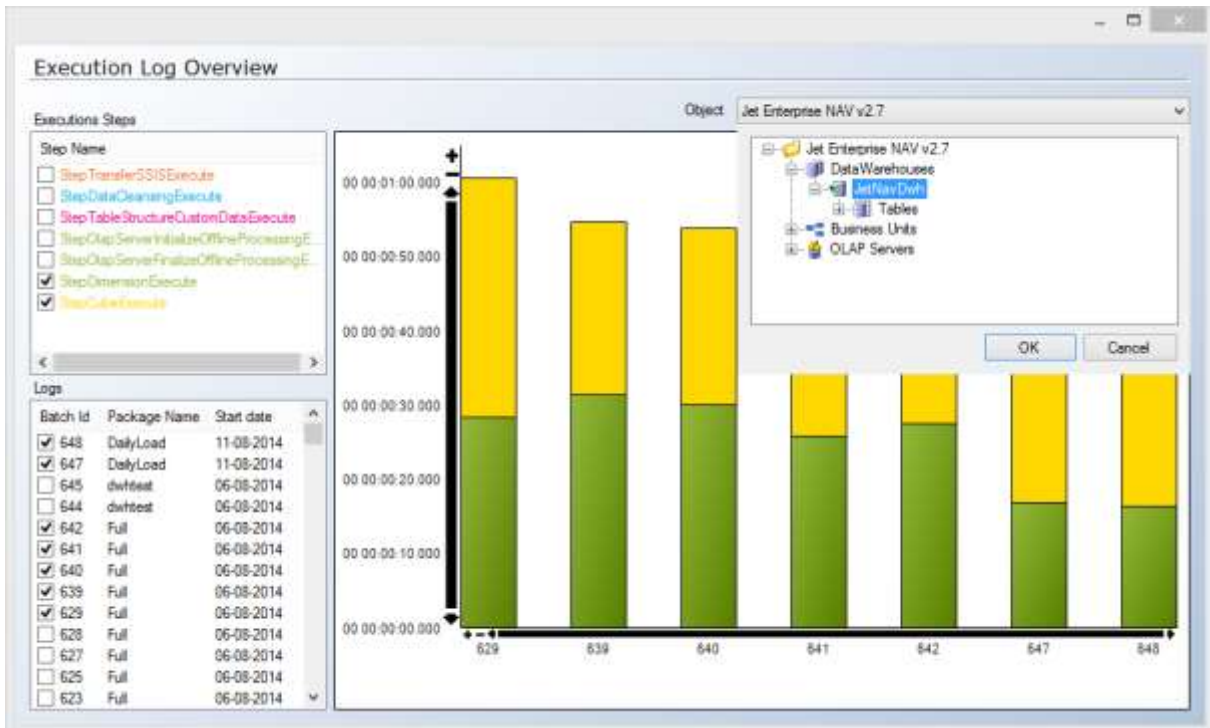 Execution Log Overview
Executions Steps
Step Name
StepTransferSSISExecute
StepDataCleansingExecute
StepTableStructureCustomDataExecute
StepOlapServerInitializeOfflineProcessingE...
StepOlapServerFinalizeOfflineProcessingE...
StepDimensionExecute
StepCubeExecute
Logs
Batch Id Package Name Start date
648 DailyLoad 11-08-2014
647 DailyLoad 11-08-2014
645 dwhtest 06-08-2014
644 dwhtest 06-08-2014
642 Full 06-08-2014
641 Full 06-08-2014
640 Full 06-08-2014
639 Full 06-08-2014
629 Full 06-08-2014
628 Full 06-08-2014
627 Full 06-08-2014
625 Full 06-08-2014
623 Full 06-08-2014
Object Jet Enterprise NAV v2.7
Jet Enterprise NAV v2.7
DataWarehouses
JetNavDwh
Tables
Business Units
OLAP Servers
OK Cancel
00 00:01:00.000
00 00:00:50.000
00 00:00:40.000
00 00:00:30.000
00 00:00:20.000
00 00:00:10.000
00 00:00:00.000
629 639 640 641 642 647 648